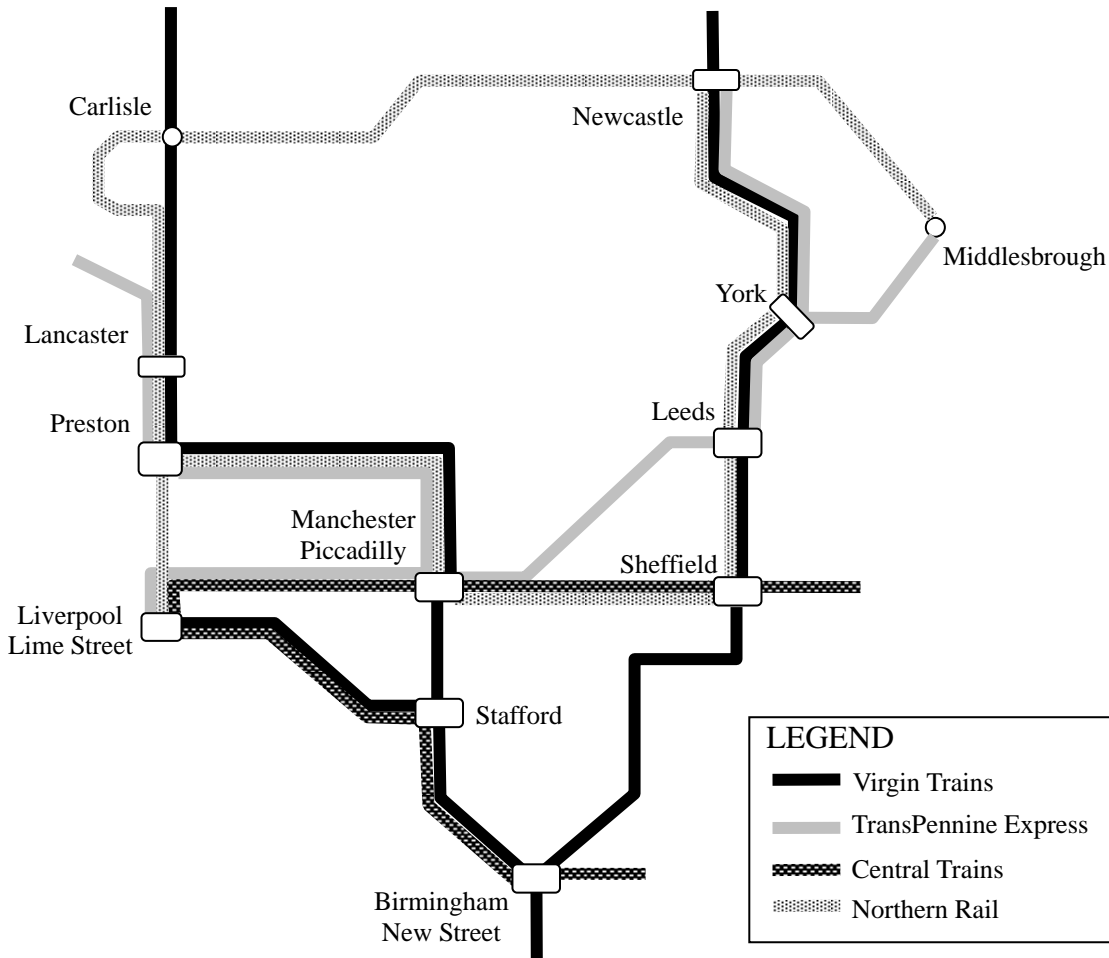 Carlisle
Newcastle
Middlesbrough
York
Lancaster
Preston
Leeds
Manchester
Piccadilly
Sheffield
Liverpool
Lime Street
Stafford
Birmingham
New Street
LEGEND
Virgin Trains
TransPennine Express
Central Trains
Northern Rail